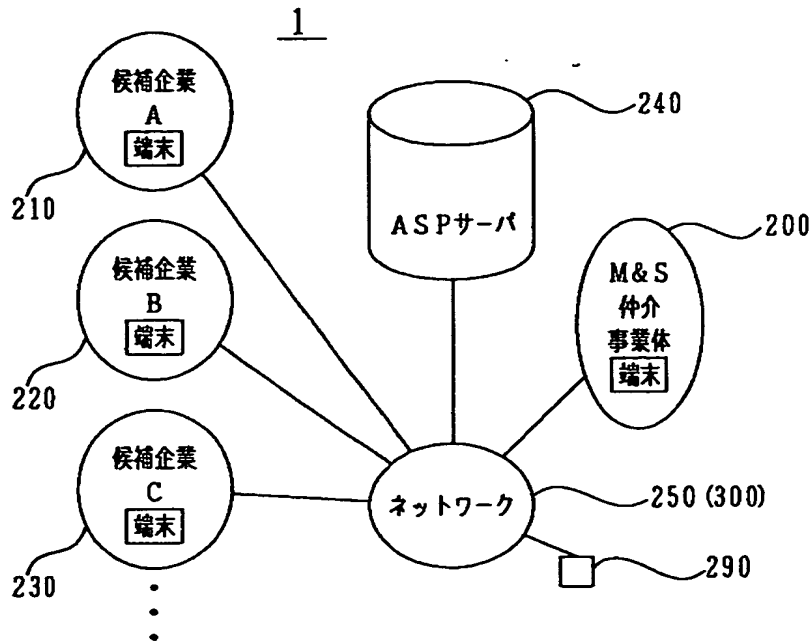 1
候補企業
A
端末
210
ASPサーバ
240
M&S
仲介
事業体
端末
200
候補企業
B
端末
220
候補企業
C
端末
230
ネットワーク
250(300)
290